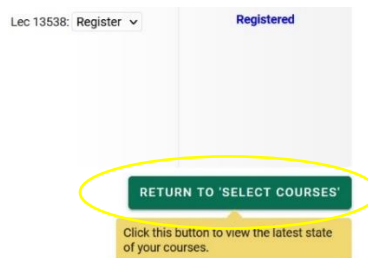 Lec 13538: Register Registered
RETURN TO 'SELECT COURSES'
Click this button to view the latest state
of your courses.